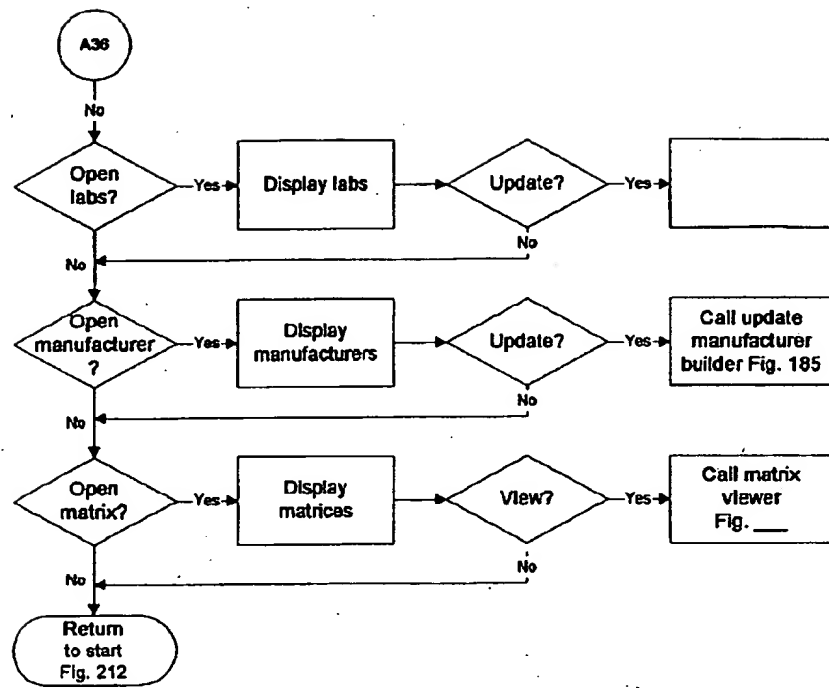 A36
No
Open
labs?
Yes
Display labs
Update?
Yes
No
No
Open
manufacturer
?
Yes
Display
manufacturers
Update?
Yes
Call update
manufacturer
builder Fig. 185
No
No
Open
matrix?
Yes
Display
matrices
View?
Yes
Call matrix
viewer
Fig. ___
No
No
Return
to start
Fig. 212